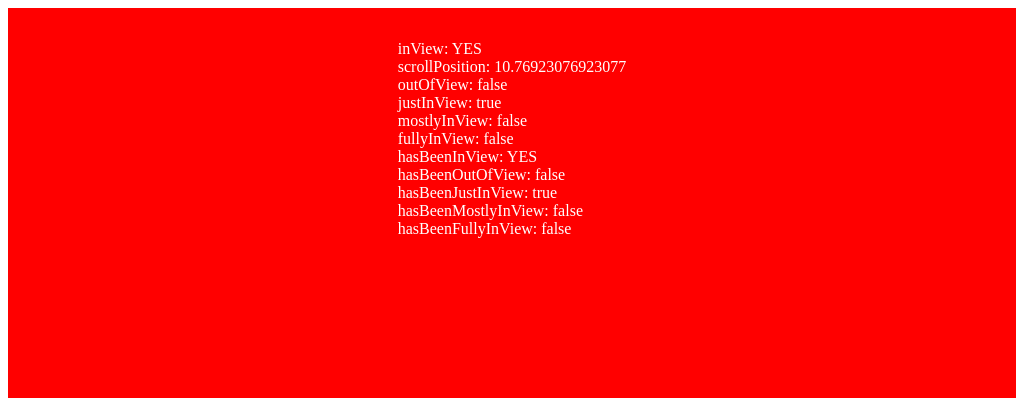 inView: YES
scrollPosition: 10.76923076923077
outOfView: false
justInView: true
mostlyInView: false
fullyInView: false
hasBeenInView: YES
hasBeenOutOfView: false
hasBeenJustInView: true
hasBeenMostlyInView: false
hasBeenFullyInView: false